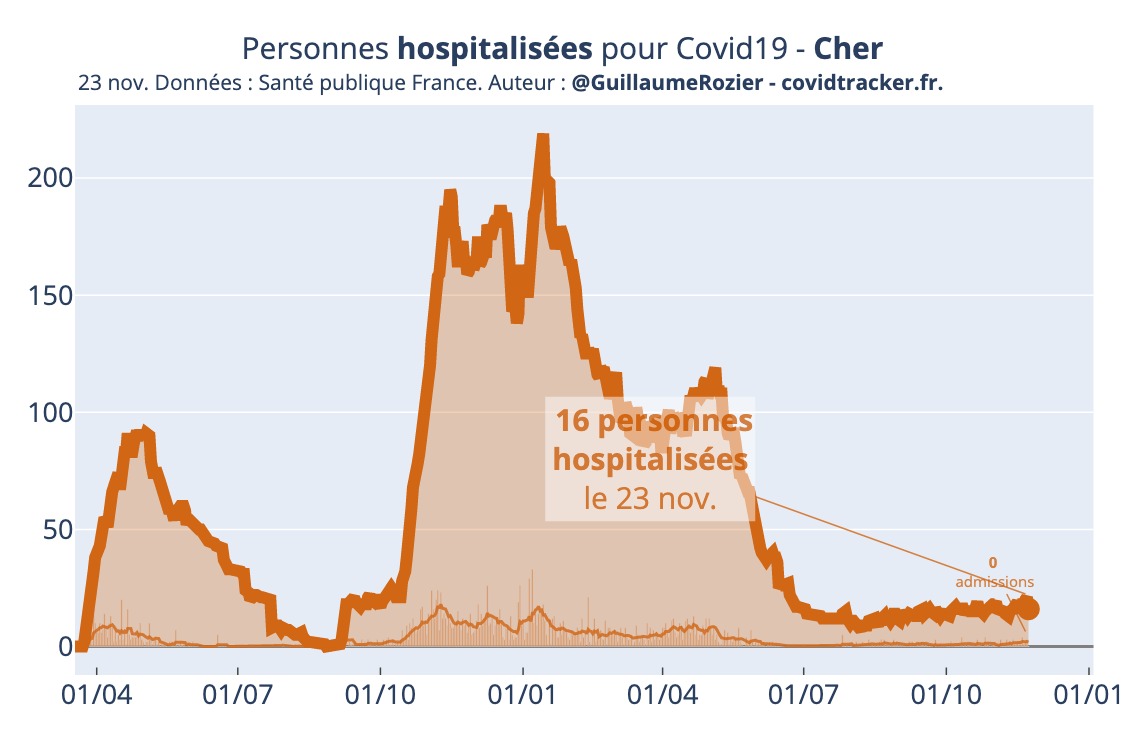 Personnes hospitalisées pour Covid19 - Cher
23 nov. Données : Santé publique France. Auteur : @GuillaumeRozier - covidtracker.fr.
200
150
100
50
0
16 personnes
hospitalisées
le 23 nov.
0
admissions
01/04
01/07
01/10
01/01
01/04
01/07
01/10
01/01